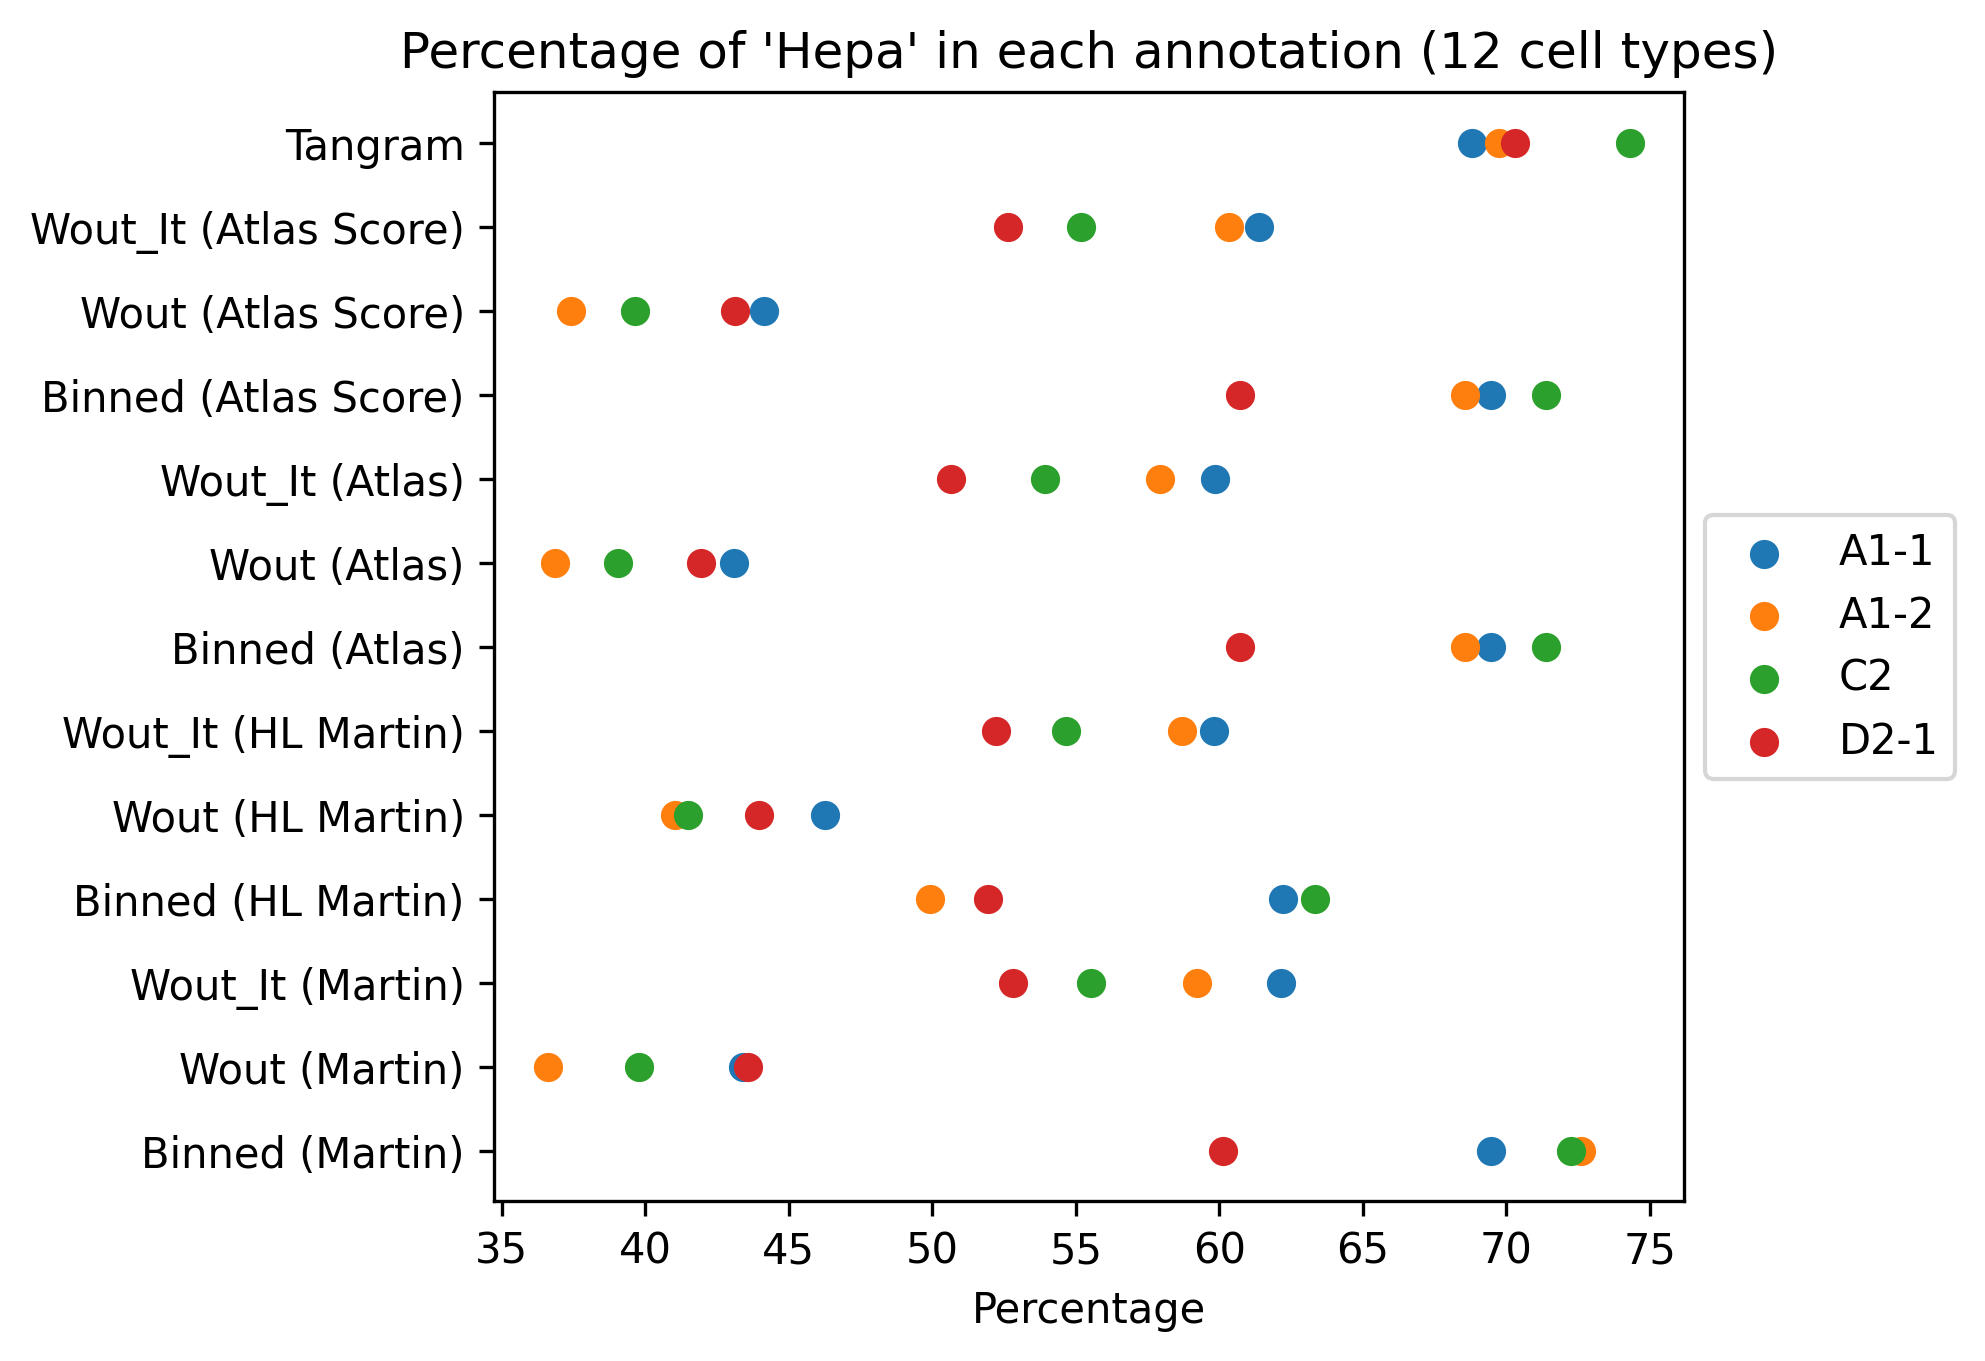 Percentage of 'Hepa' in each annotation (12 cell types)
Tangram
Wout_It (Atlas Score)
Wout (Atlas Score)
Binned (Atlas Score)
Wout_It (Atlas)
Wout (Atlas)
Binned (Atlas)
Wout_It (HL Martin)
Wout (HL Martin)
Binned (HL Martin)
Wout_It (Martin)
Wout (Martin)
Binned (Martin)
35 40 45 50 55 60 65 70 75
Percentage
A1-1
A1-2
C2
D2-1